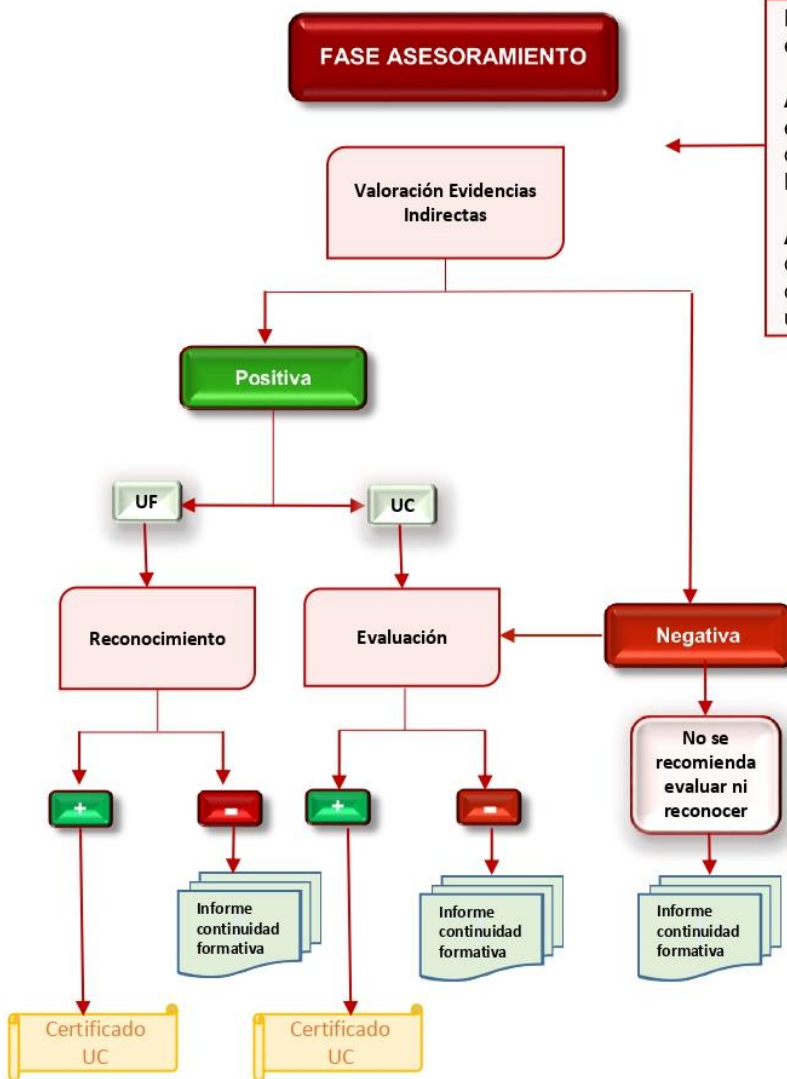 FASE ASESORAMIENTO
Valoración Evidencias
Indirectas
Positiva
UF
UC
Reconocimiento
Evaluación
Negativa
No se
recomienda
evaluar ni
reconocer
+
-
+
-
Informe
continuidad
formativa
Informe
continuidad
formativa
Informe
continuidad
formativa
Certificado
UC
Certificado
UC